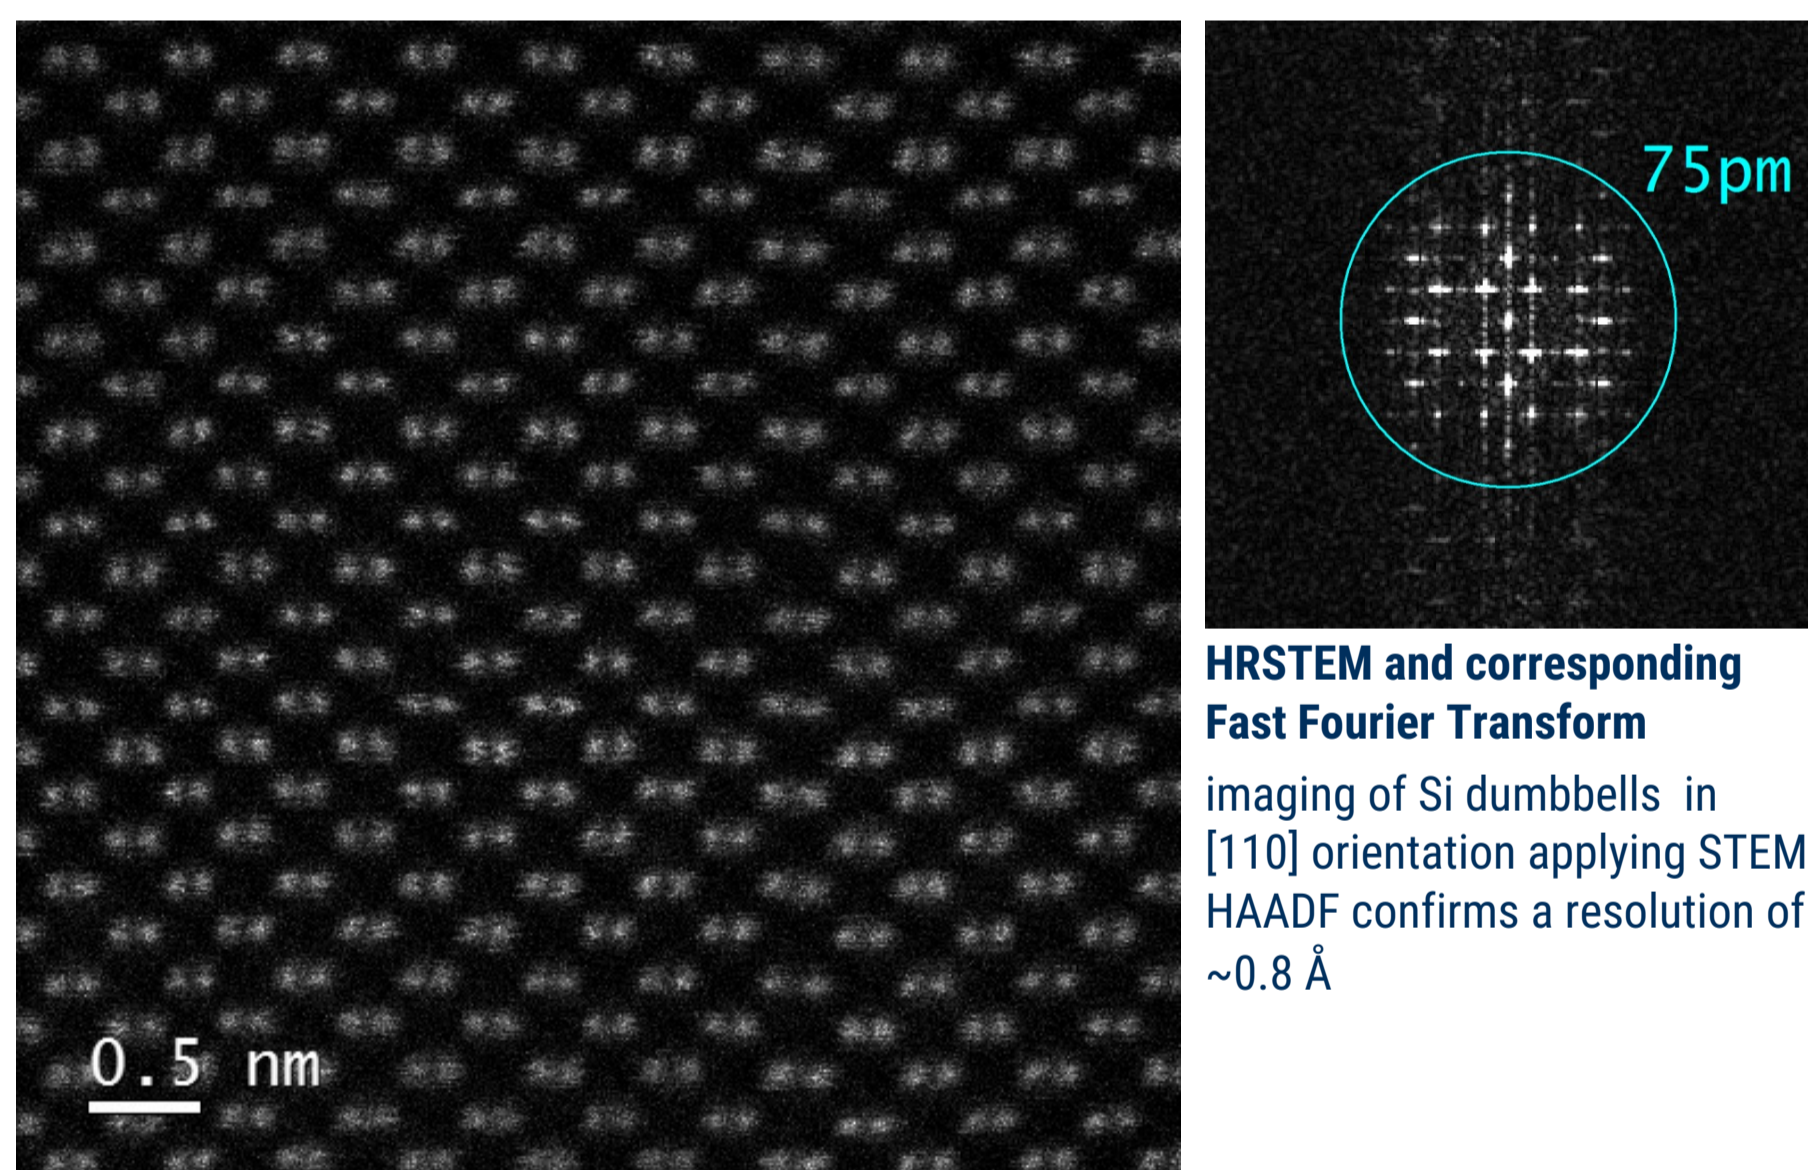 75pm
0.5 nm
HRSTEM and corresponding
Fast Fourier Transform
imaging of Si dumbbells in
[110] orientation applying STEM
HAADF confirms a resolution of
~0.8 Å